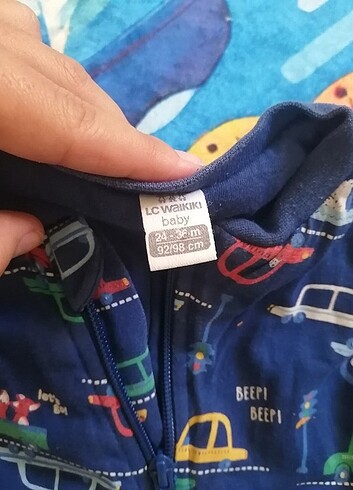 LC WAIKIKI
baby
24 - 36 m
92/98 cm
BEEP!
BEEP!